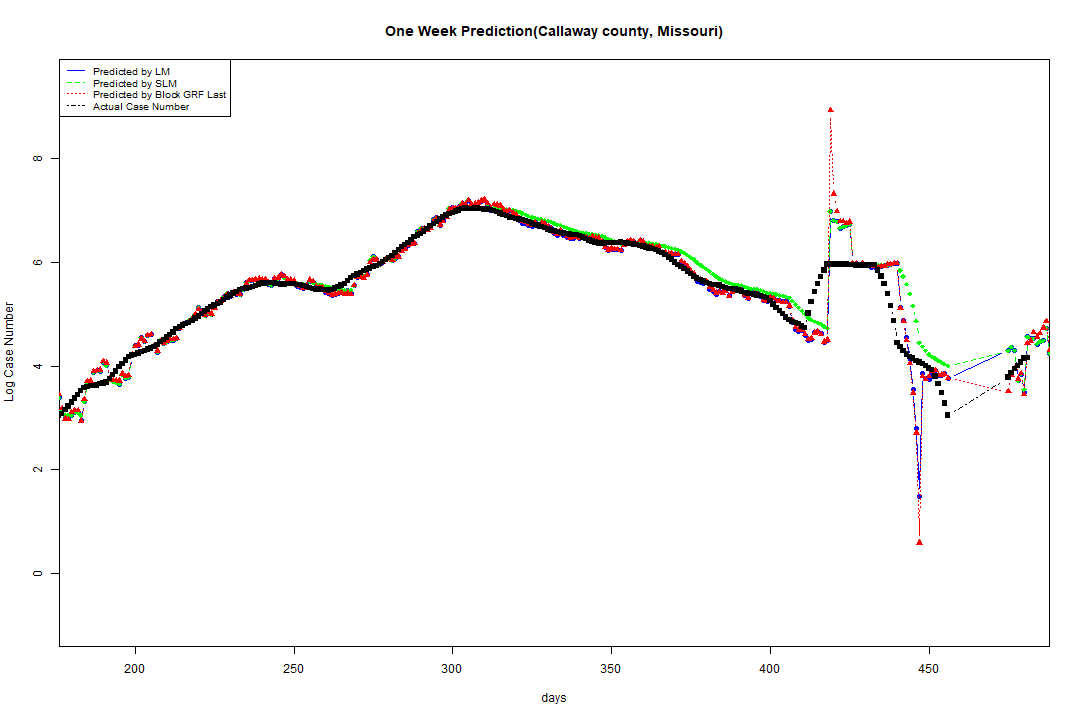 One Week Prediction(Callaway county, Missouri)
Predicted by LM
Predicted by SLM
Predicted by Block GRF Last
Actual Case Number
Log Case Number
8
6
4
2
0
200 250 300 350 400 450
days